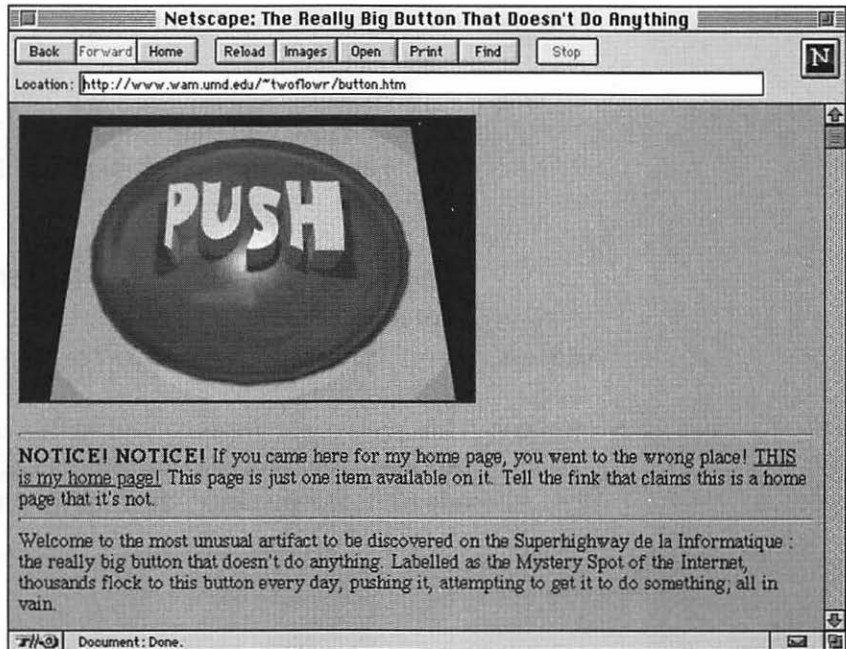 Netscape: The Really Big Button That Doesn't Do Anything
Back Forward Home Reload Images Open Print Find Stop
N
Location: http://www.wam.umd.edu/~twoflowr/button.htm
PUSH
NOTICE! NOTICE! If you came here for my home page, you went to the wrong place! THIS
is my home page! This page is just one item available on it. Tell the fink that claims this is a home
page that it's not.
Welcome to the most unusual artifact to be discovered on the Superhighway de la Informatique :
the really big button that doesn't do anything. Labelled as the Mystery Spot of the Internet,
thousands flock to this button every day, pushing it, attempting to get it to do something; all in
vain.
Document: Done.